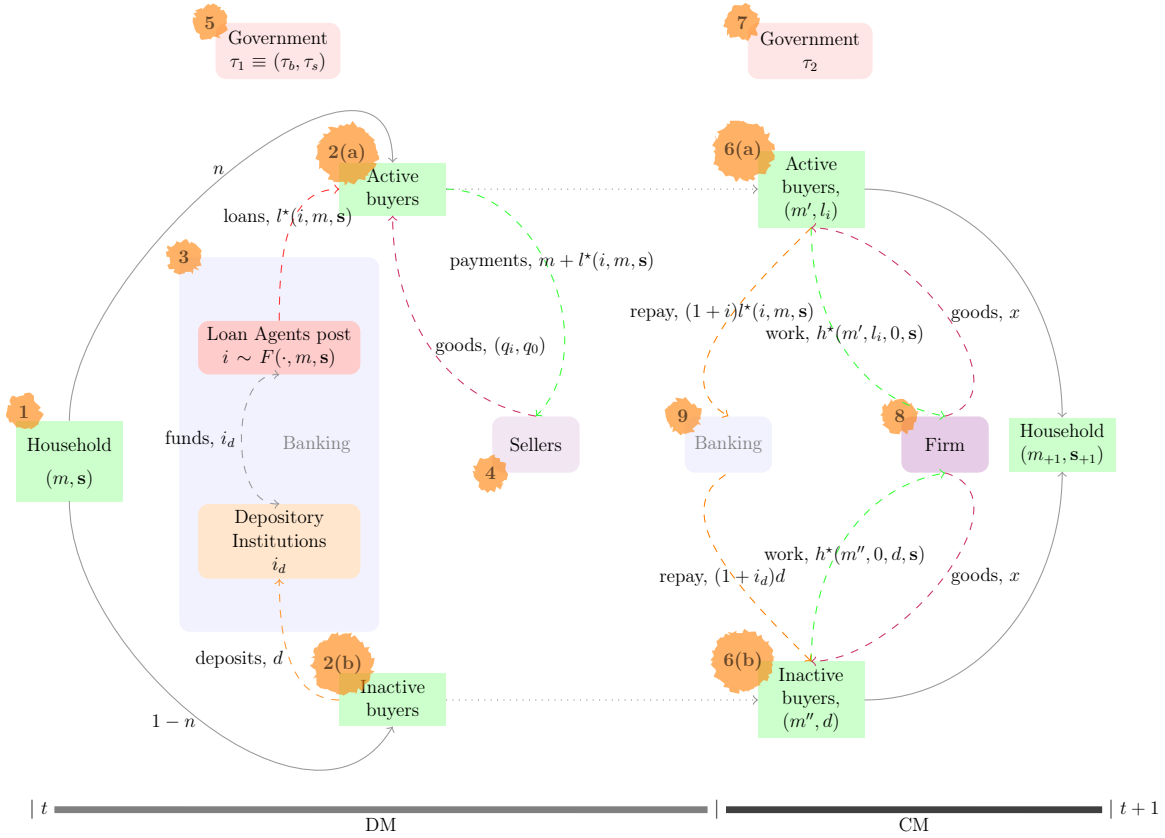 5
Government
τ₁ ≡ (τ_b, τ_s)
7
Government
τ₂
n
2(a)
Active
buyers
6(a)
Active
buyers,
(m′, l_i)
loans, l*(i, m, s)
payments, m + l*(i, m, s)
3
Loan Agents post
i ∼ F(·, m, s)
goods, (q_i, q₀)
repay, (1 + i)l*(i, m, s)
work, h*(m′, l_i, 0, s)
goods, x
1
Household
(m, s)
funds, i_d
Banking
Sellers
4
9
Banking
8
Firm
Household
(m₊₁, s₊₁)
Depository
Institutions
i_d
work, h*(m″, 0, d, s)
repay, (1 + i_d)d
goods, x
deposits, d
2(b)
Inactive
buyers
1 − n
6(b)
Inactive
buyers,
(m″, d)
| t
|
| t + 1
DM
CM